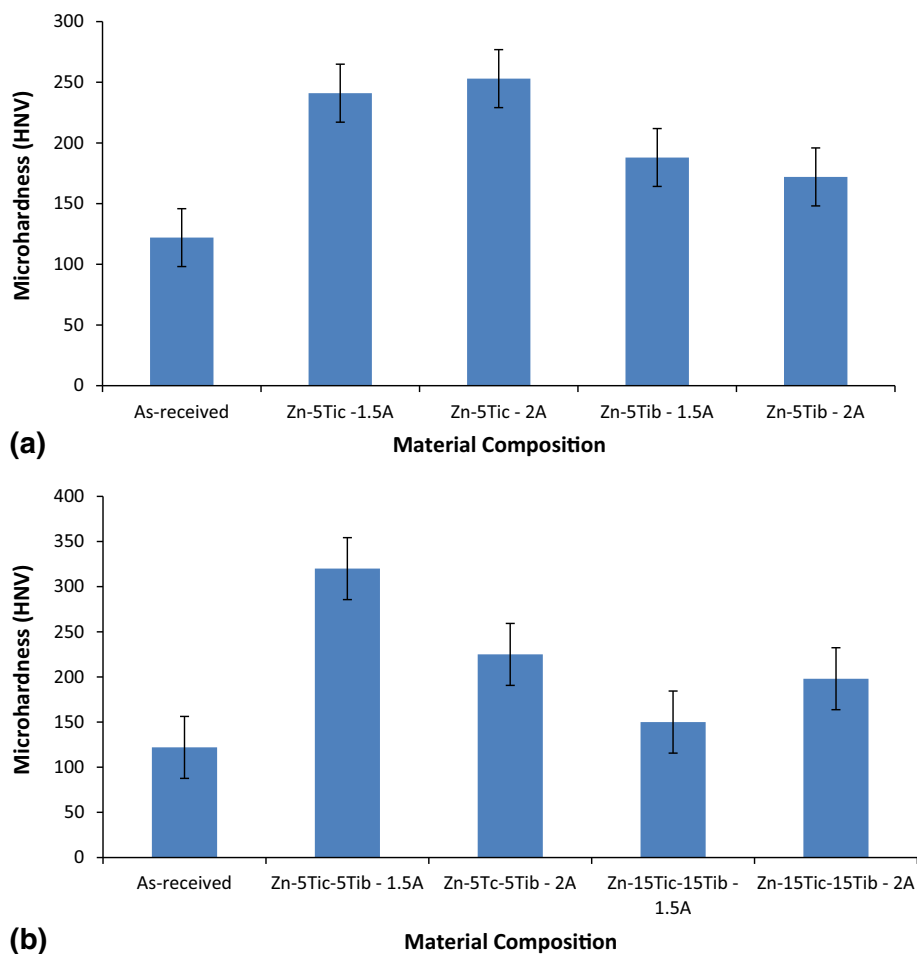 300
250
200
150
100
50
0
Microhardness (HNV)
As-received
Zn-5Tic -1.5A
Zn-5Tic - 2A
Zn-5Tib - 1.5A
Zn-5Tib - 2A
(a)
Material Composition
400
350
300
250
200
150
100
50
0
Microhardness (HNV)
As-received
Zn-5Tic-5Tib - 1.5A
Zn-5Tc-5Tib - 2A
Zn-15Tic-15Tib -
1.5A
Zn-15Tic-15Tib - 2A
(b)
Material Composition